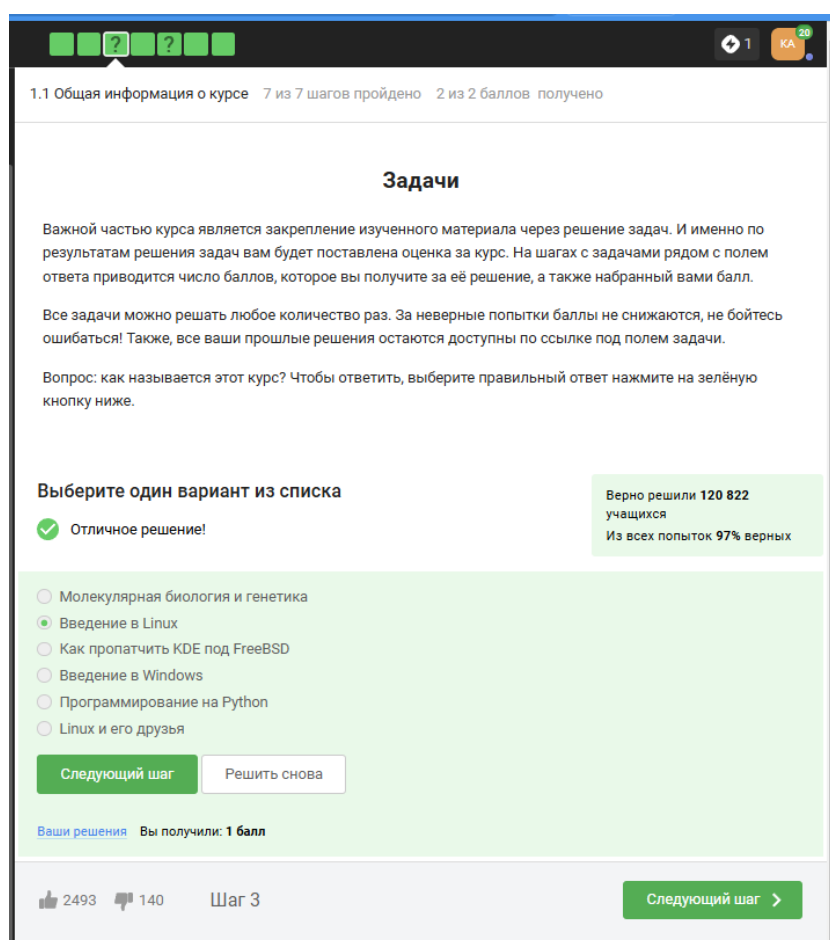 ? ?
1 КА 20
1.1 Общая информация о курсе 7 из 7 шагов пройдено 2 из 2 баллов получено
Задачи
Важной частью курса является закрепление изученного материала через решение задач. И именно по
результатам решения задач вам будет поставлена оценка за курс. На шагах с задачами рядом с полем
ответа приводится число баллов, которое вы получите за её решение, а также набранный вами балл.
Все задачи можно решать любое количество раз. За неверные попытки баллы не снижаются, не бойтесь
ошибаться! Также, все ваши прошлые решения остаются доступны по ссылке под полем задачи.
Вопрос: как называется этот курс? Чтобы ответить, выберите правильный ответ нажмите на зелёную
кнопку ниже.
Выберите один вариант из списка
Отличное решение!
Верно решили 120 822
учащихся
Из всех попыток 97% верных
Молекулярная биология и генетика
Введение в Linux
Как пропатчить KDE под FreeBSD
Введение в Windows
Программирование на Python
Linux и его друзья
Следующий шаг Решить снова
Ваши решения Вы получили: 1 балл
2493 140 Шаг 3 Следующий шаг